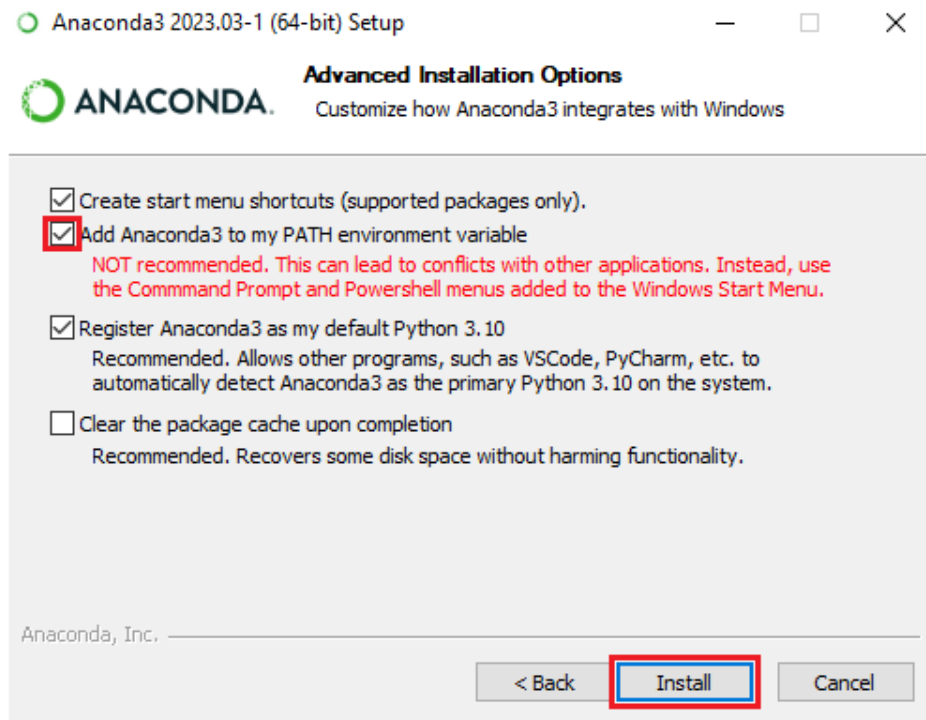 Anaconda3 2023.03-1 (64-bit) Setup
ANACONDA.
Advanced Installation Options
Customize how Anaconda3 integrates with Windows
Create start menu shortcuts (supported packages only).
Add Anaconda3 to my PATH environment variable
NOT recommended. This can lead to conflicts with other applications. Instead, use
the Commmand Prompt and Powershell menus added to the Windows Start Menu.
Register Anaconda3 as my default Python 3.10
Recommended. Allows other programs, such as VSCode, PyCharm, etc. to
automatically detect Anaconda3 as the primary Python 3.10 on the system.
Clear the package cache upon completion
Recommended. Recovers some disk space without harming functionality.
Anaconda, Inc.
< Back
Install
Cancel